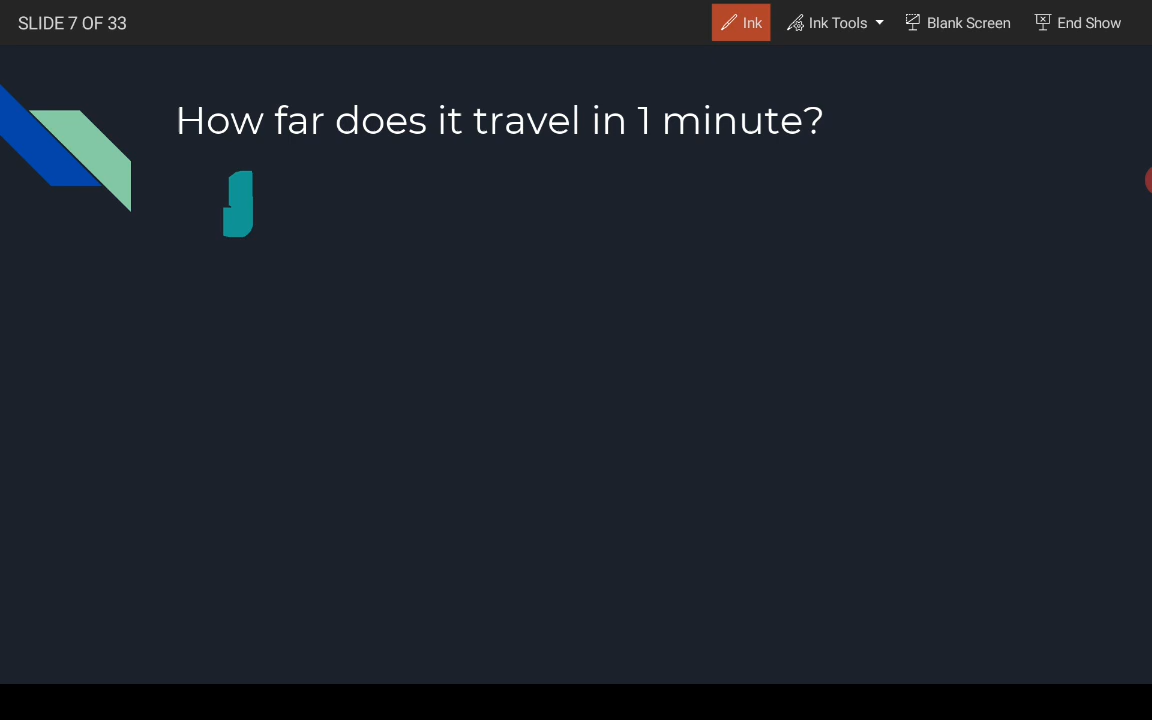 SLIDE 7 OF 33
Ink
Ink Tools
Blank Screen
End Show
How far does it travel in 1 minute?